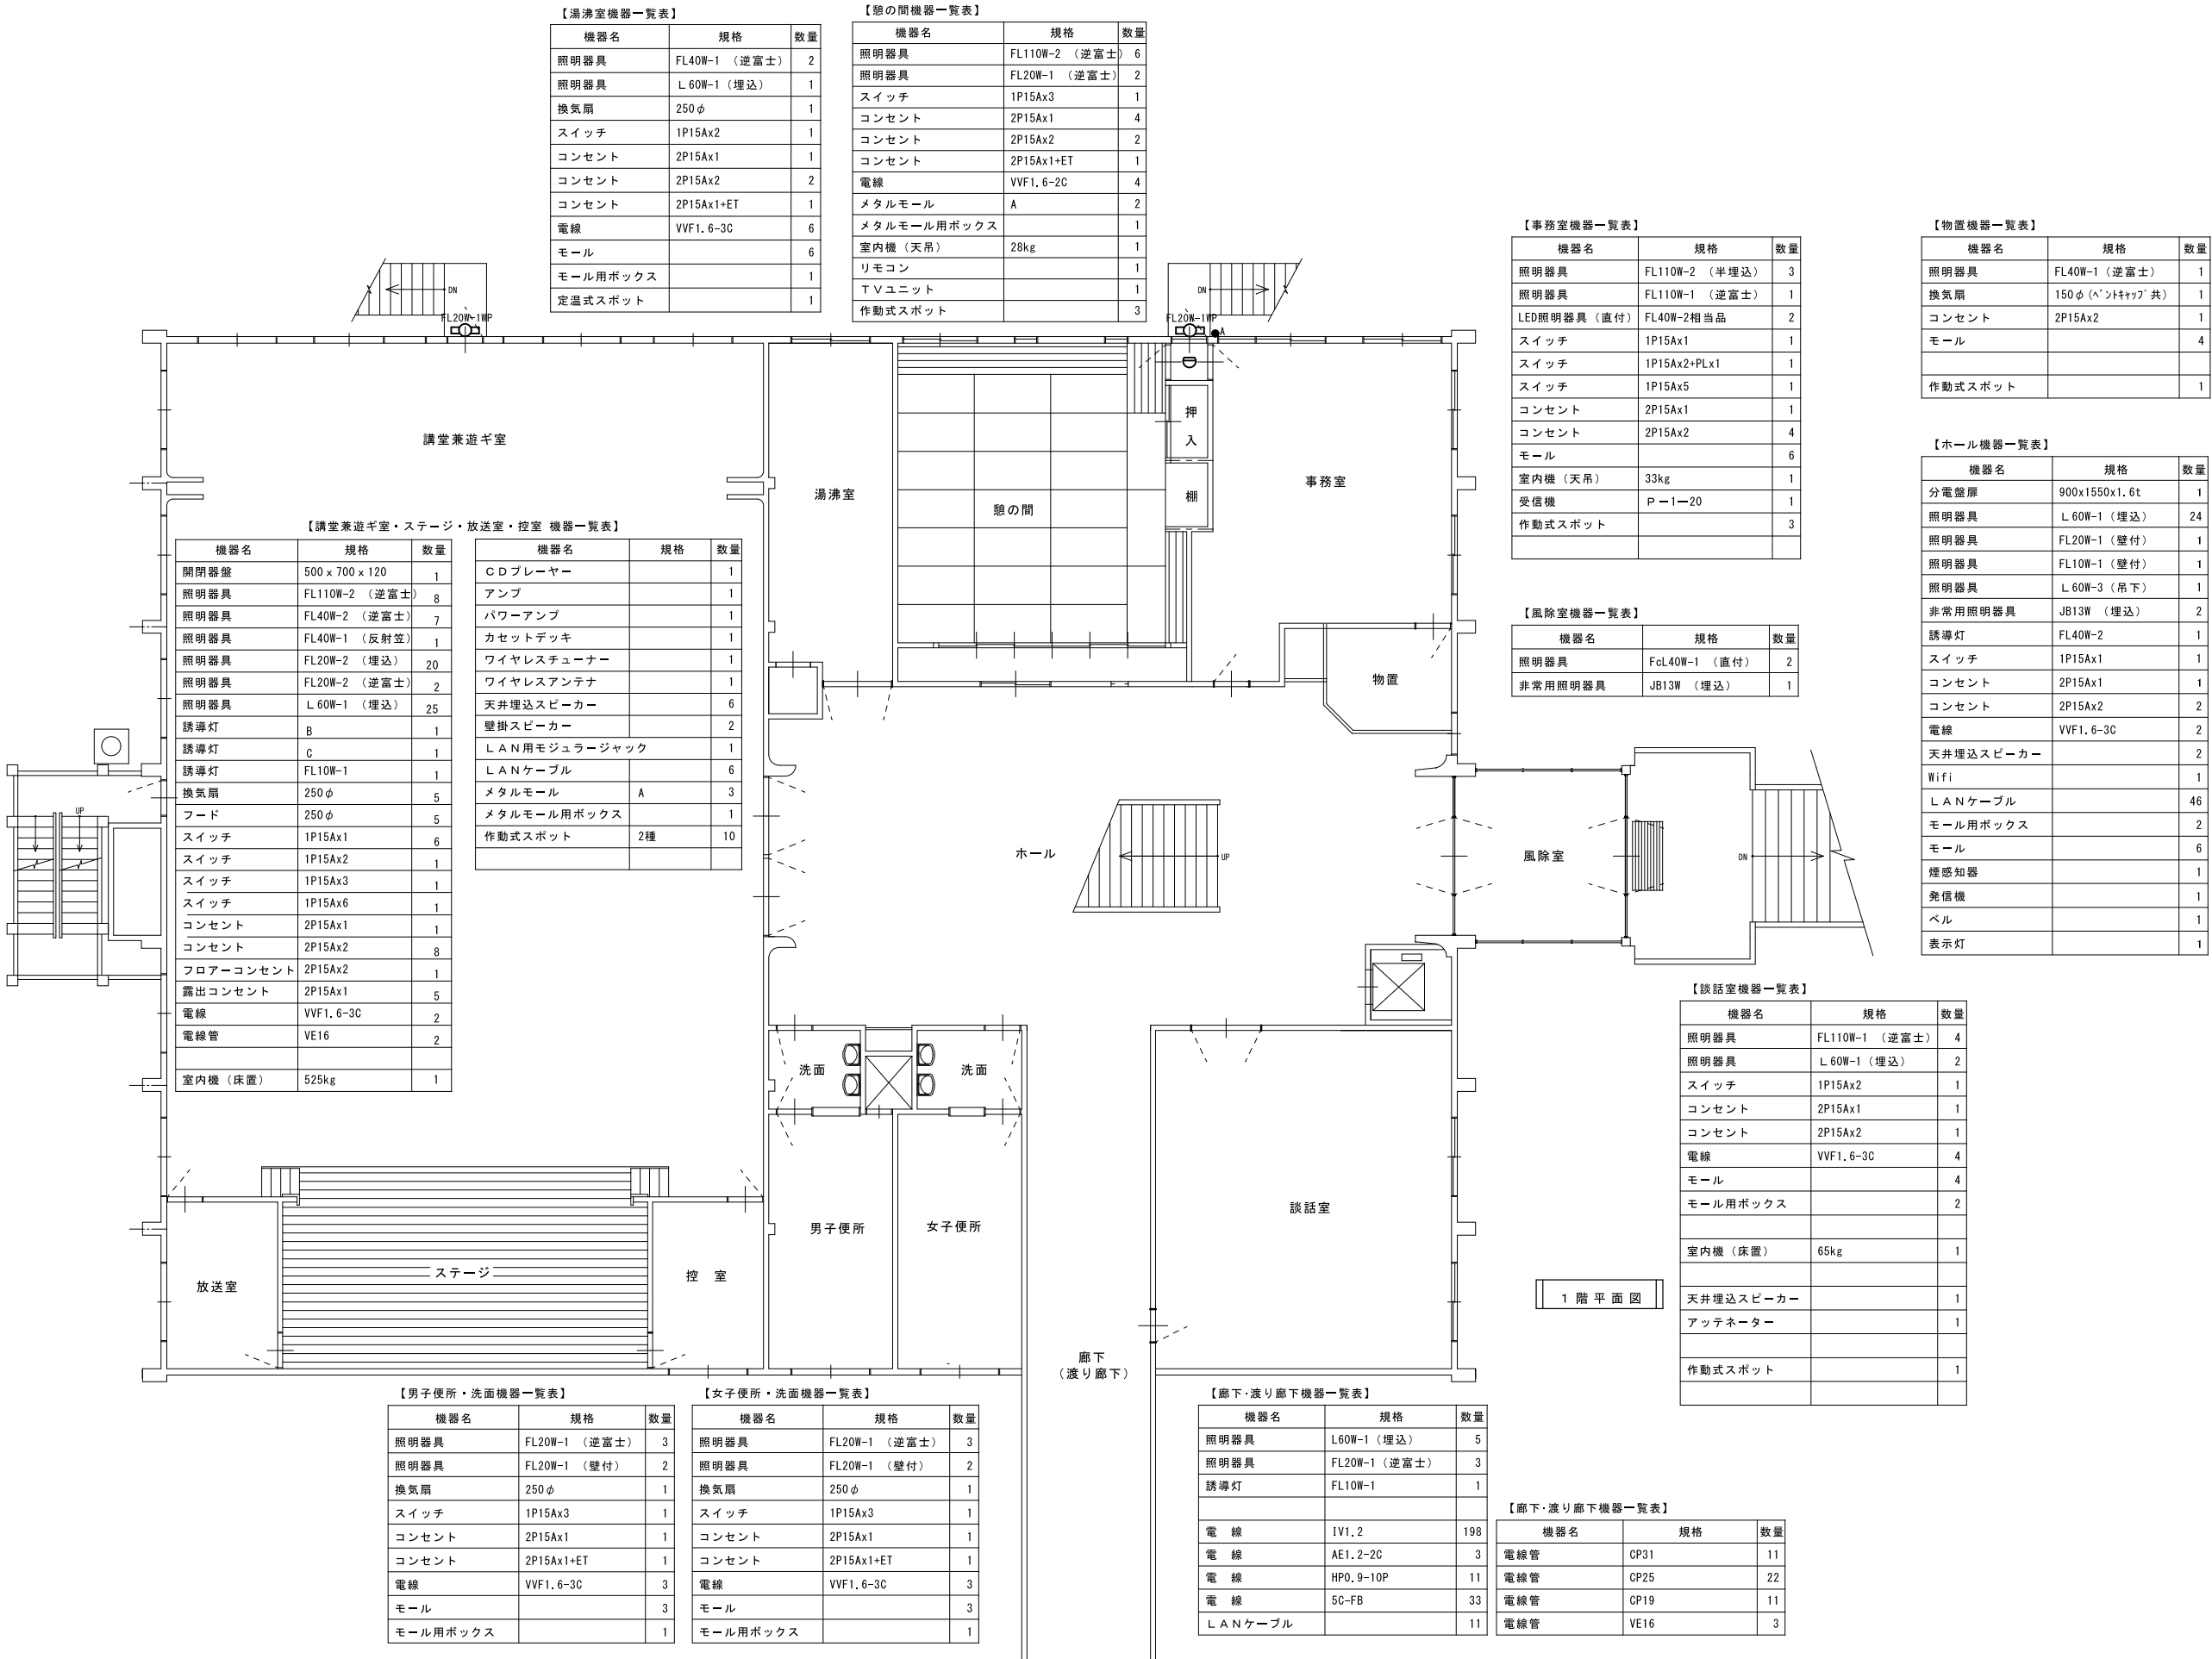 【湯沸室機器一覧表】
機器名 規格 数量
照明器具 FL40W-1 （逆富士） 2
照明器具 L60W-1（埋込） 1
換気扇 250φ 1
スイッチ 1P15Ax2 1
コンセント 2P15Ax1 1
コンセント 2P15Ax2 2
コンセント 2P15Ax1+ET 1
電線 VVF1.6-3C 6
モール 6
モール用ボックス 1
定温式スポット 1
【憩の間機器一覧表】
機器名 規格 数量
照明器具 FL110W-2 （逆富士） 6
照明器具 FL20W-1 （逆富士） 2
スイッチ 1P15Ax3 1
コンセント 2P15Ax1 4
コンセント 2P15Ax2 2
コンセント 2P15Ax1+ET 1
電線 VVF1.6-2C 4
メタルモール A 2
メタルモール用ボックス 1
室内機（天吊） 28kg 1
リモコン 1
TVユニット 1
作動式スポット 3
【事務室機器一覧表】
機器名 規格 数量
照明器具 FL110W-2 （半埋込） 3
照明器具 FL110W-1 （逆富士） 1
LED照明器具（直付） FL40W-2相当品 2
スイッチ 1P15Ax1 1
スイッチ 1P15Ax2+PLx1 1
スイッチ 1P15Ax5 1
コンセント 2P15Ax1 1
コンセント 2P15Ax2 4
モール 6
室内機（天吊） 33kg 1
受信機 P－1－20 1
作動式スポット 3
【物置機器一覧表】
機器名 規格 数量
照明器具 FL40W-1（逆富士） 1
換気扇 150φ(ﾍﾞﾝﾄｷｬｯﾌﾟ共) 1
コンセント 2P15Ax2 1
モール 4
作動式スポット 1
【ホール機器一覧表】
機器名 規格 数量
分電盤扉 900x1550x1.6t 1
照明器具 L60W-1（埋込） 24
照明器具 FL20W-1（壁付） 1
照明器具 FL10W-1（壁付） 1
照明器具 L60W-3（吊下） 1
非常用照明器具 JB13W （埋込） 2
誘導灯 FL40W-2 1
スイッチ 1P15Ax1 1
コンセント 2P15Ax1 1
コンセント 2P15Ax2 2
電線 VVF1.6-3C 2
天井埋込スピーカー 2
Wifi 1
LANケーブル 46
モール用ボックス 2
モール 6
煙感知器 1
発信機 1
ベル 1
表示灯 1
【風除室機器一覧表】
機器名 規格 数量
照明器具 FcL40W-1 （直付） 2
非常用照明器具 JB13W （埋込） 1
DN
FL20W-1WP
DN
FL20W-1WP
A
講堂兼遊ギ室
湯沸室
憩の間
押
入
棚
事務室
物置
【講堂兼遊ギ室・ステージ・放送室・控室 機器一覧表】
機器名 規格 数量
開閉器盤 500x700x120 1
照明器具 FL110W-2 （逆富士） 8
照明器具 FL40W-2 （逆富士） 7
照明器具 FL40W-1 （反射笠） 1
照明器具 FL20W-2 （埋込） 20
照明器具 FL20W-2 （逆富士） 2
照明器具 L60W-1 （埋込） 25
誘導灯 B 1
誘導灯 C 1
誘導灯 FL10W-1 1
換気扇 250φ 5
フード 250φ 5
スイッチ 1P15Ax1 6
スイッチ 1P15Ax2 1
スイッチ 1P15Ax3 1
スイッチ 1P15Ax6 1
コンセント 2P15Ax1 1
コンセント 2P15Ax2 8
フロアーコンセント 2P15Ax2 1
露出コンセント 2P15Ax1 5
電線 VVF1.6-3C 2
電線管 VE16 2
室内機（床置） 525kg 1
機器名 規格 数量
CDプレーヤー 1
アンプ 1
パワーアンプ 1
カセットデッキ 1
ワイヤレスチューナー 1
ワイヤレスアンテナ 1
天井埋込スピーカー 6
壁掛スピーカー 2
LAN用モジュラージャック 1
LANケーブル 6
メタルモール A 3
メタルモール用ボックス 1
作動式スポット 2種 10
UP
ホール
UP
風除室
DN
洗面
洗面
男子便所
女子便所
談話室
放送室
ステージ
控 室
廊下
（渡り廊下）
1階平面図
【談話室機器一覧表】
機器名 規格 数量
照明器具 FL110W-1 （逆富士） 4
照明器具 L60W-1（埋込） 2
スイッチ 1P15Ax2 1
コンセント 2P15Ax1 1
コンセント 2P15Ax2 1
電線 VVF1.6-3C 4
モール 4
モール用ボックス 2
室内機（床置） 65kg 1
天井埋込スピーカー 1
アッテネーター 1
作動式スポット 1
【男子便所・洗面機器一覧表】
機器名 規格 数量
照明器具 FL20W-1 （逆富士） 3
照明器具 FL20W-1 （壁付） 2
換気扇 250φ 1
スイッチ 1P15Ax3 1
コンセント 2P15Ax1 1
コンセント 2P15Ax1+ET 1
電線 VVF1.6-3C 3
モール 3
モール用ボックス 1
【女子便所・洗面機器一覧表】
機器名 規格 数量
照明器具 FL20W-1 （逆富士） 3
照明器具 FL20W-1 （壁付） 2
換気扇 250φ 1
スイッチ 1P15Ax3 1
コンセント 2P15Ax1 1
コンセント 2P15Ax1+ET 1
電線 VVF1.6-3C 3
モール 3
モール用ボックス 1
【廊下・渡り廊下機器一覧表】
機器名 規格 数量
照明器具 L60W-1（埋込） 5
照明器具 FL20W-1（逆富士） 3
誘導灯 FL10W-1 1
電 線 IV1.2 198
電 線 AE1.2-2C 3
電 線 HP0.9-10P 11
電 線 5C-FB 33
LANケーブル 11
【廊下・渡り廊下機器一覧表】
機器名 規格 数量
電線管 CP31 11
電線管 CP25 22
電線管 CP19 11
電線管 VE16 3